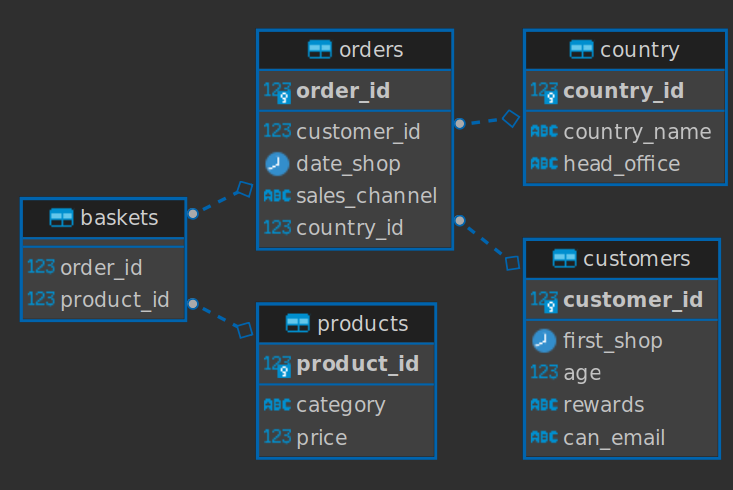 orders
123 order_id
123 customer_id
date_shop
ABC sales_channel
123 country_id
country
123 country_id
ABC country_name
ABC head_office
baskets
123 order_id
123 product_id
products
123 product_id
ABC category
123 price
customers
123 customer_id
first_shop
123 age
ABC rewards
ABC can_email